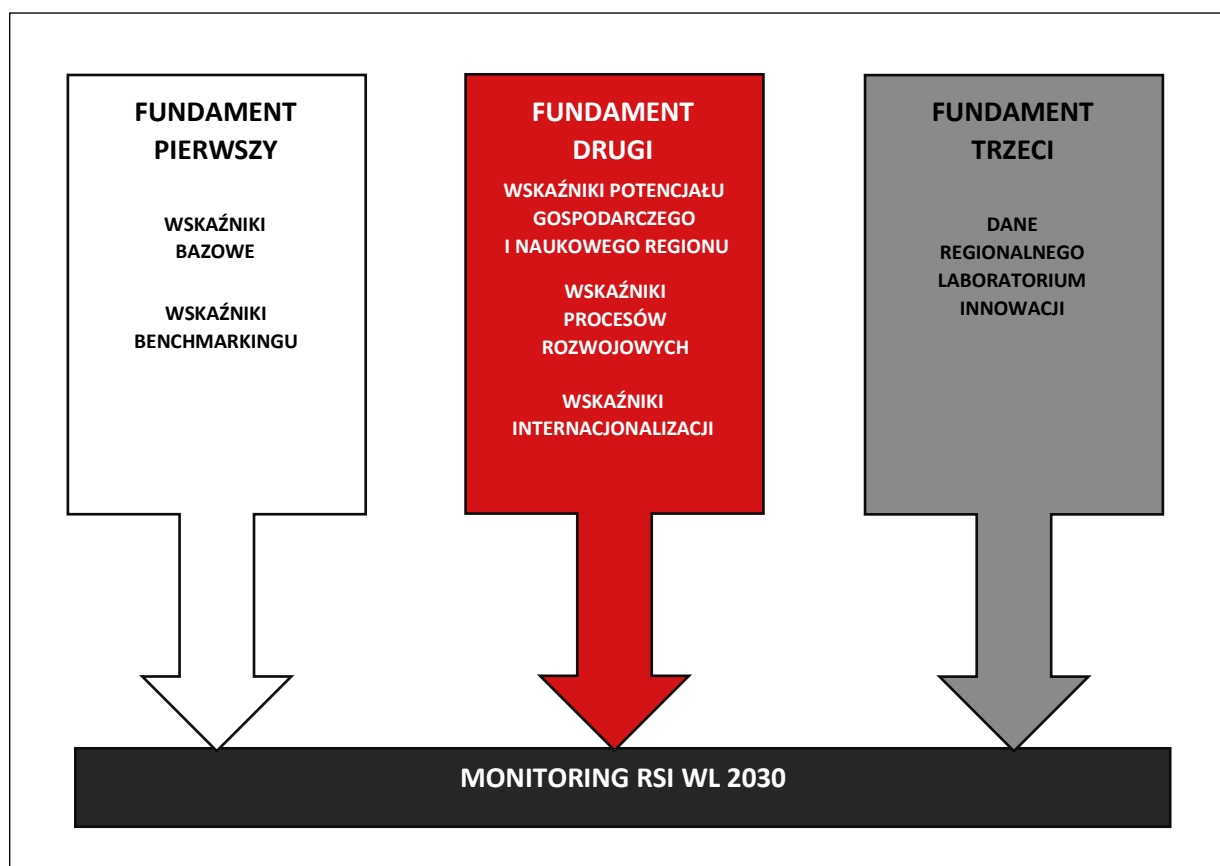 FUNDAMENT
PIERWSZY
WSKAŹNIKI
BAZOWE
WSKAŹNIKI
BENCHMARKINGU
FUNDAMENT
DRUGI
WSKAŹNIKI POTENCJAŁU
GOSPODARCZEGO
I NAUKOWEGO REGIONU
WSKAŹNIKI
PROCESÓW
ROZWOJOWYCH
WSKAŹNIKI
INTERNACJONALIZACJI
FUNDAMENT
TRZECI
DANE
REGIONALNEGO
LABORATORIUM
INNOWACJI
MONITORING RSI WL 2030